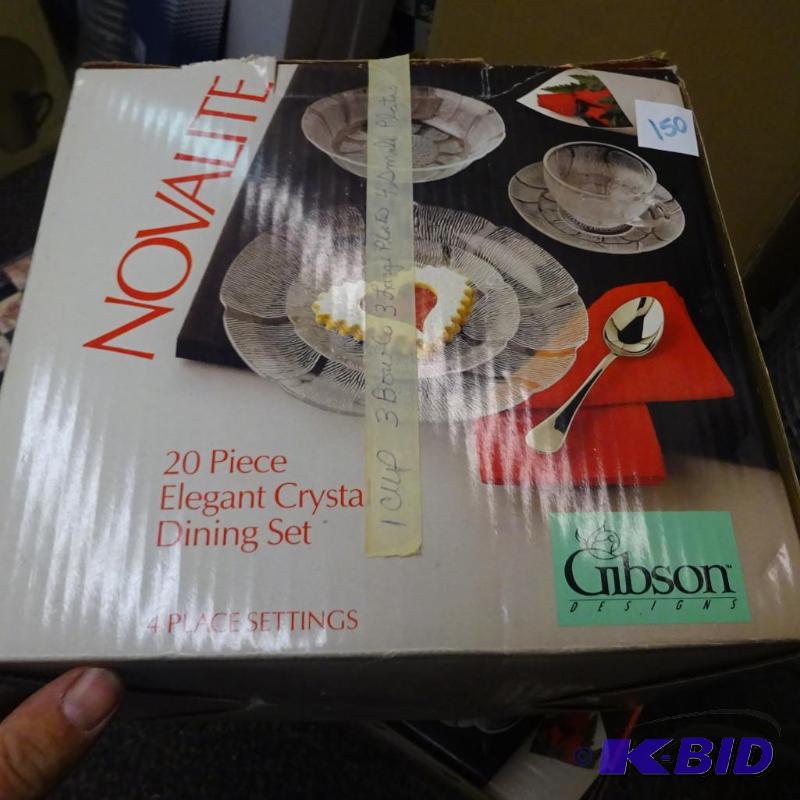 NOVALITE
150
1 Cup 3 Bowls 3 Large Plates 4 Small Plates
20 Piece
Elegant Crysta
Dining Set
4 PLACE SETTINGS
Gibson™
DESIGNS
K-BID